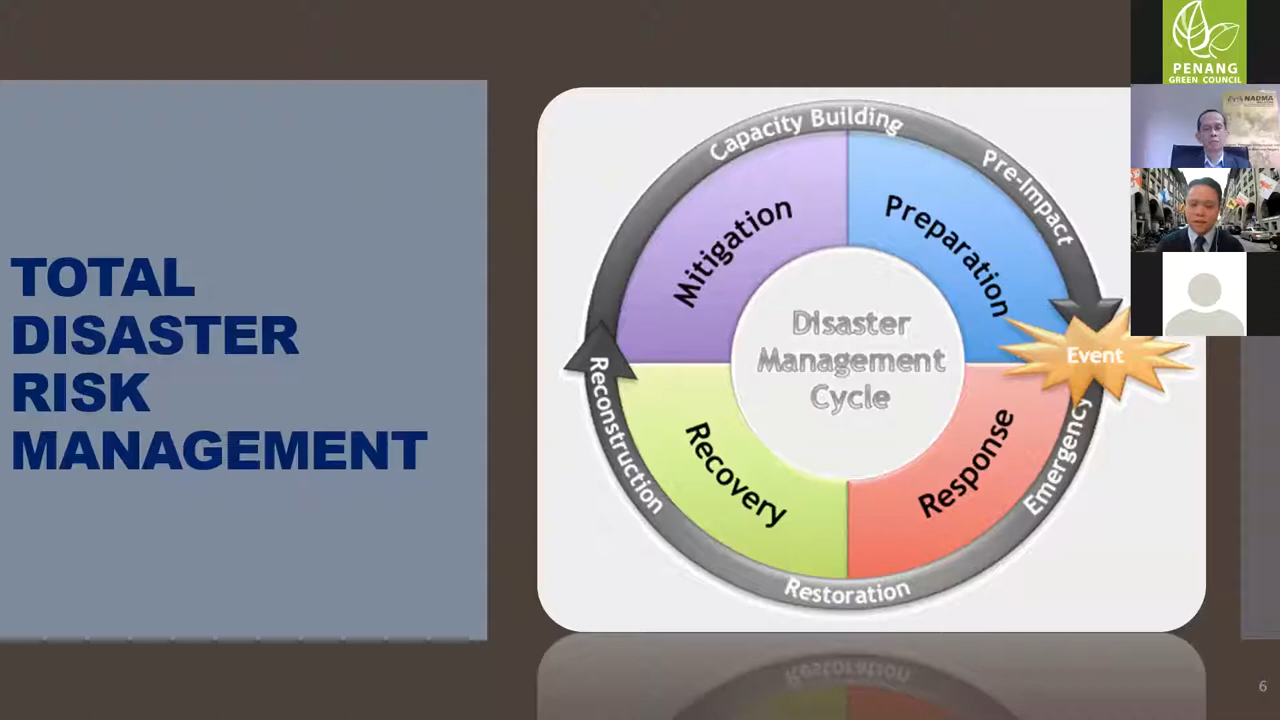 TOTAL
DISASTER
RISK
MANAGEMENT
Capacity Building
Pre-Impact
Mitigation
Preparation
Disaster
Management
Cycle
Event
Reconstruction
Recovery
Response
Emergency
Restoration
Restoration
PENANG
GREEN COUNCIL
NADMA
6